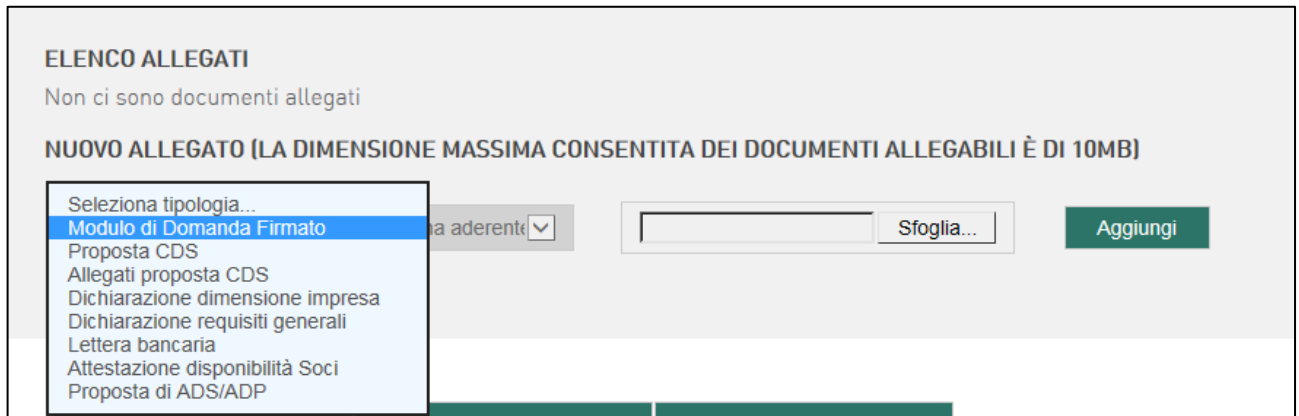 ELENCO ALLEGATI
Non ci sono documenti allegati
NUOVO ALLEGATO (LA DIMENSIONE MASSIMA CONSENTITA DEI DOCUMENTI ALLEGABILI È DI 10MB)
Seleziona tipologia...
Modulo di Domanda Firmato
Proposta CDS
Allegati proposta CDS
Dichiarazione dimensione impresa
Dichiarazione requisiti generali
Lettera bancaria
Attestazione disponibilità Soci
Proposta di ADS/ADP
aderente
Sfoglia...
Aggiungi